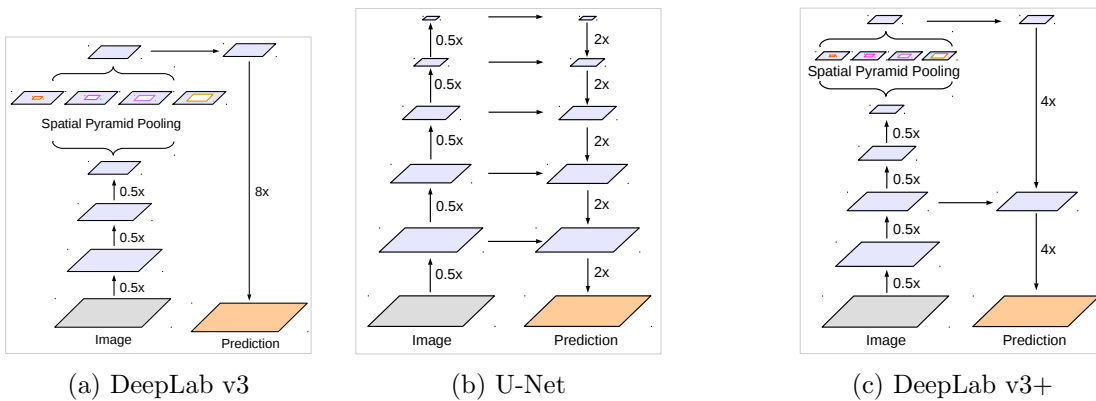 Spatial Pyramid Pooling
0.5x
0.5x
0.5x
8x
Image
Prediction
(a) DeepLab v3
0.5x
0.5x
0.5x
0.5x
0.5x
2x
2x
2x
2x
2x
Image
Prediction
(b) U-Net
Spatial Pyramid Pooling
0.5x
0.5x
0.5x
0.5x
4x
4x
Image
Prediction
(c) DeepLab v3+